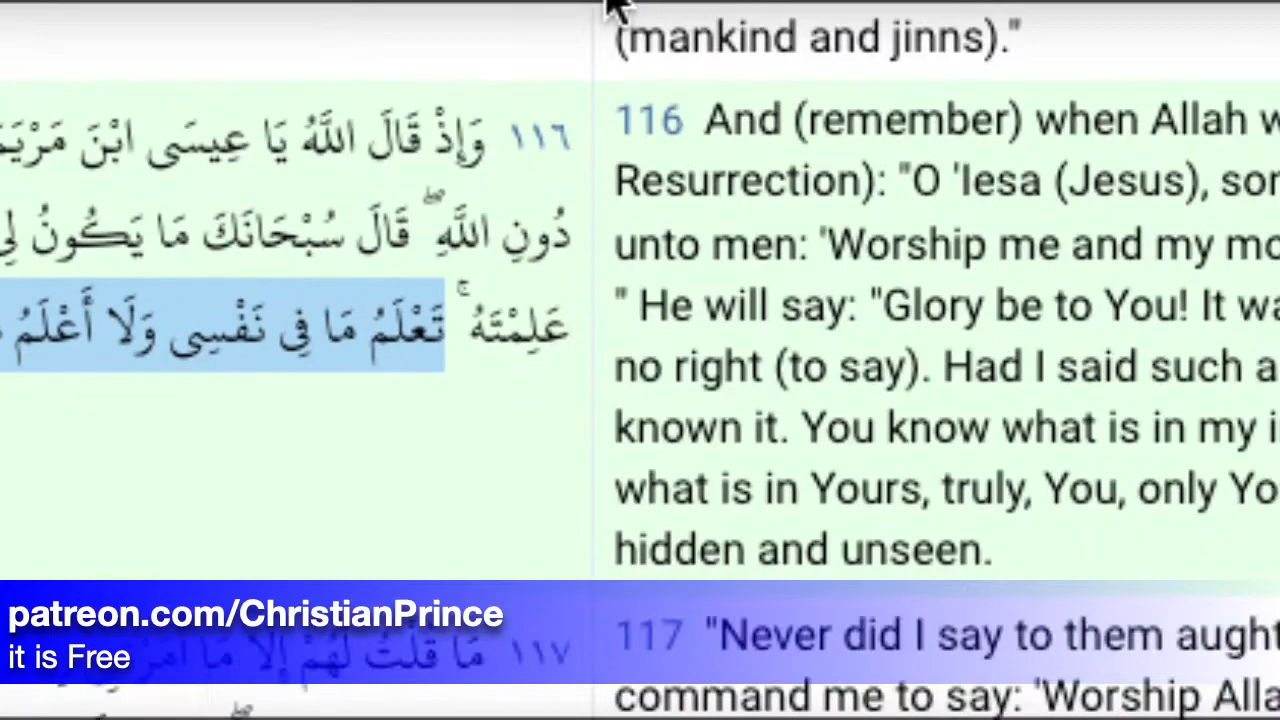 (mankind and jinns)."
١١٦ وَإِذْ قَالَ اللَّهُ يَا عِيسَى ابْنَ مَرْيَمَ
دُونِ اللَّهِ ۖ قَالَ سُبْحَانَكَ مَا يَكُونُ لِي
عَلِمْتَهُ ۚ تَعْلَمُ مَا فِي نَفْسِي وَلَا أَعْلَمُ
116 And (remember) when Allah w
Resurrection): "O 'Iesa (Jesus), son
unto men: 'Worship me and my mo
" He will say: "Glory be to You! It wa
no right (to say). Had I said such a
known it. You know what is in my i
what is in Yours, truly, You, only Yo
hidden and unseen.
١١٧ مَا قُلْتُ لَهُمْ إِلَّا مَا
117 "Never did I say to them aught
command me to say: 'Worship Alla
patreon.com/ChristianPrince
it is Free